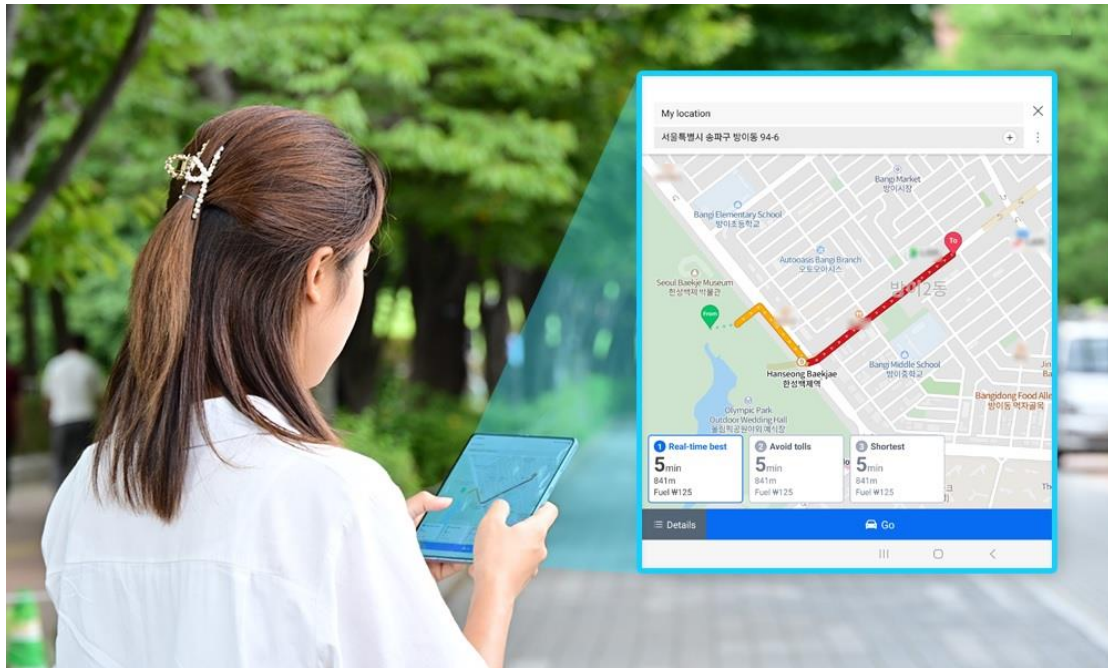 My location
서울특별시 송파구 방이동 94-6
Bangi Market
방이시장
Bangi Elementary School
방이초등학교
To
Autooasis Bangi Branch
오토오아시스
Seoul Baekje Museum
한성백제박물관
방이2동
From
Hanseong Baekjae
한성백제역
Bangi Middle School
방이중학교
Bangidong Food Alle
방이동 먹자골목
Olympic Park
Outdoor Wedding Hall
올림픽공원야외예식장
1 Real-time best
5min
841m
Fuel ₩125
2 Avoid tolls
5min
841m
Fuel ₩125
3 Shortest
5min
841m
Fuel ₩125
Details
Go